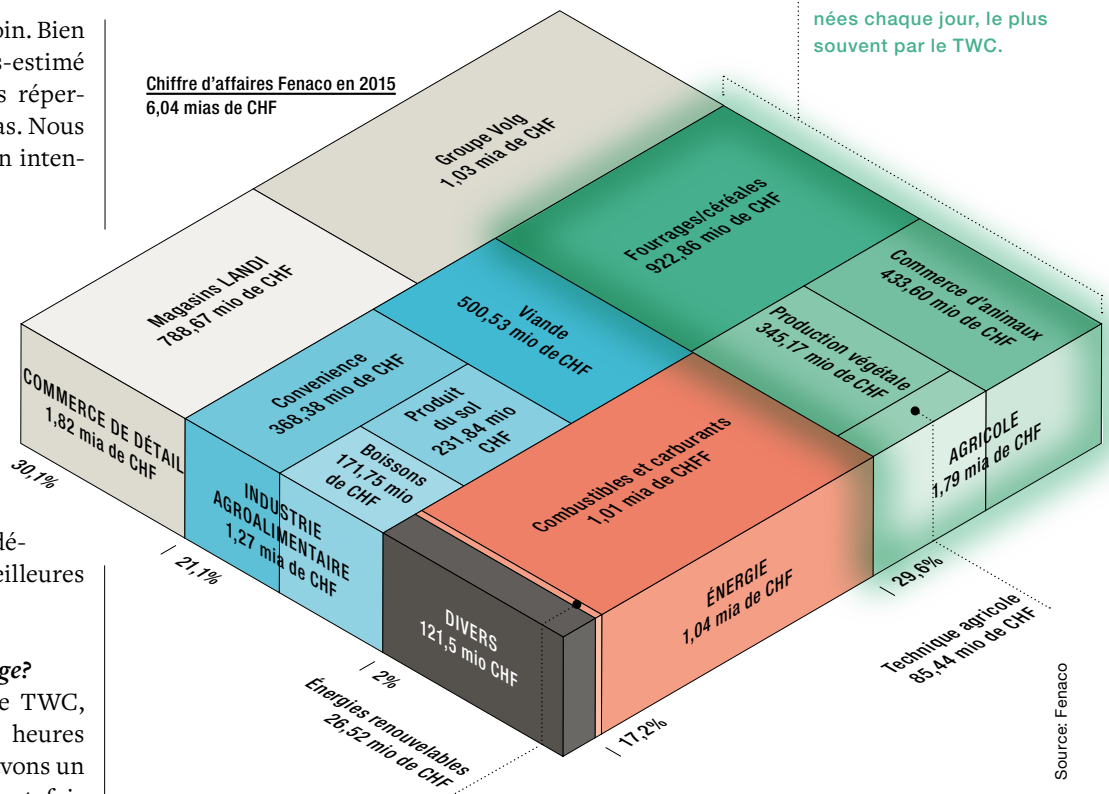 oin. Bien
s-estimé
s réper-
as. Nous
n inten-
dé-
eilleures
ge?
e TWC,
heures
vons un
nées chaque jour, le plus
souvent par le TWC.
Chiffre d'affaires Fenaco en 2015
6,04 mias de CHF
Groupe Volg
1,03 mia de CHF
Magasins LANDI
788,67 mio de CHF
Fourrages/céréales
922,86 mio de CHF
Commerce d'animaux
433,60 mio de CHF
Production végétale
345,17 mio de CHF
Viande
500,53 mio de CHF
Convenience
368,38 mio de CHF
Produit
du sol
231,84 mio
CHF
Boissons
171,75 mio
de CHF
Combustibles et carburants
1,01 mia de CHFF
COMMERCE DE DÉTAIL
1,82 mia de CHF
30,1%
INDUSTRIE
AGROALIMENTAIRE
1,27 mia de CHF
21,1%
DIVERS
121,5 mio CHF
2%
ÉNERGIE
1,04 mia de CHF
17,2%
AGRICOLE
1,79 mia de CHF
29,6%
Technique agricole
85,44 mio de CHF
Énergies renouvelables
26,52 mio de CHF
Source: Fenaco